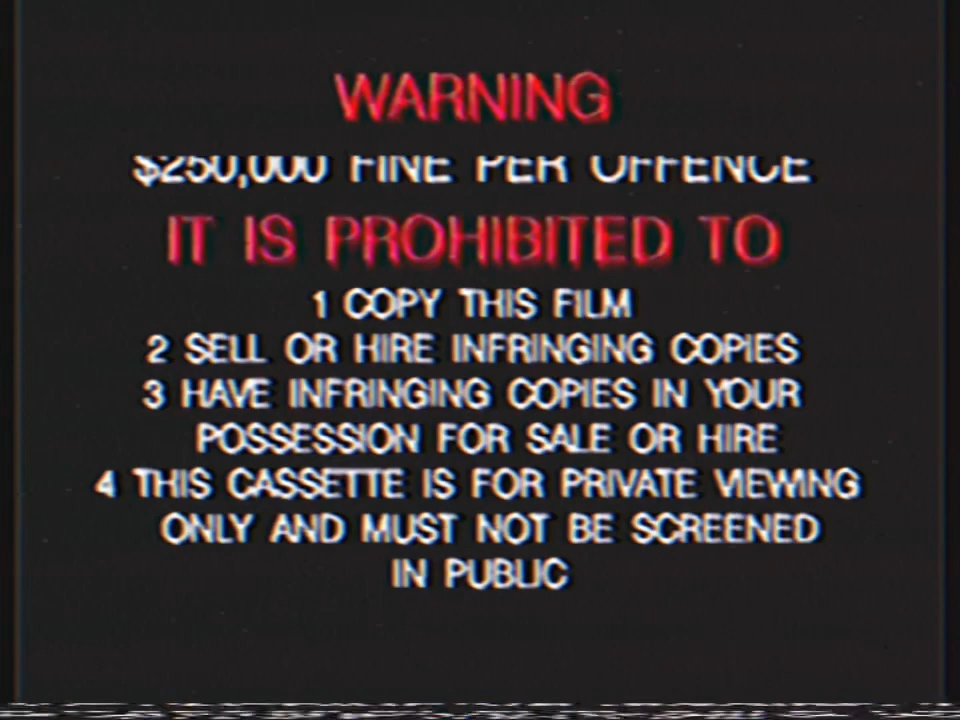 WARNING
$250,000 FINE PER OFFENCE
IT IS PROHIBITED TO
1 COPY THIS FILM
2 SELL OR HIRE INFRINGING COPIES
3 HAVE INFRINGING COPIES IN YOUR
POSSESSION FOR SALE OR HIRE
4 THIS CASSETTE IS FOR PRIVATE VIEWING
ONLY AND MUST NOT BE SCREENED
IN PUBLIC